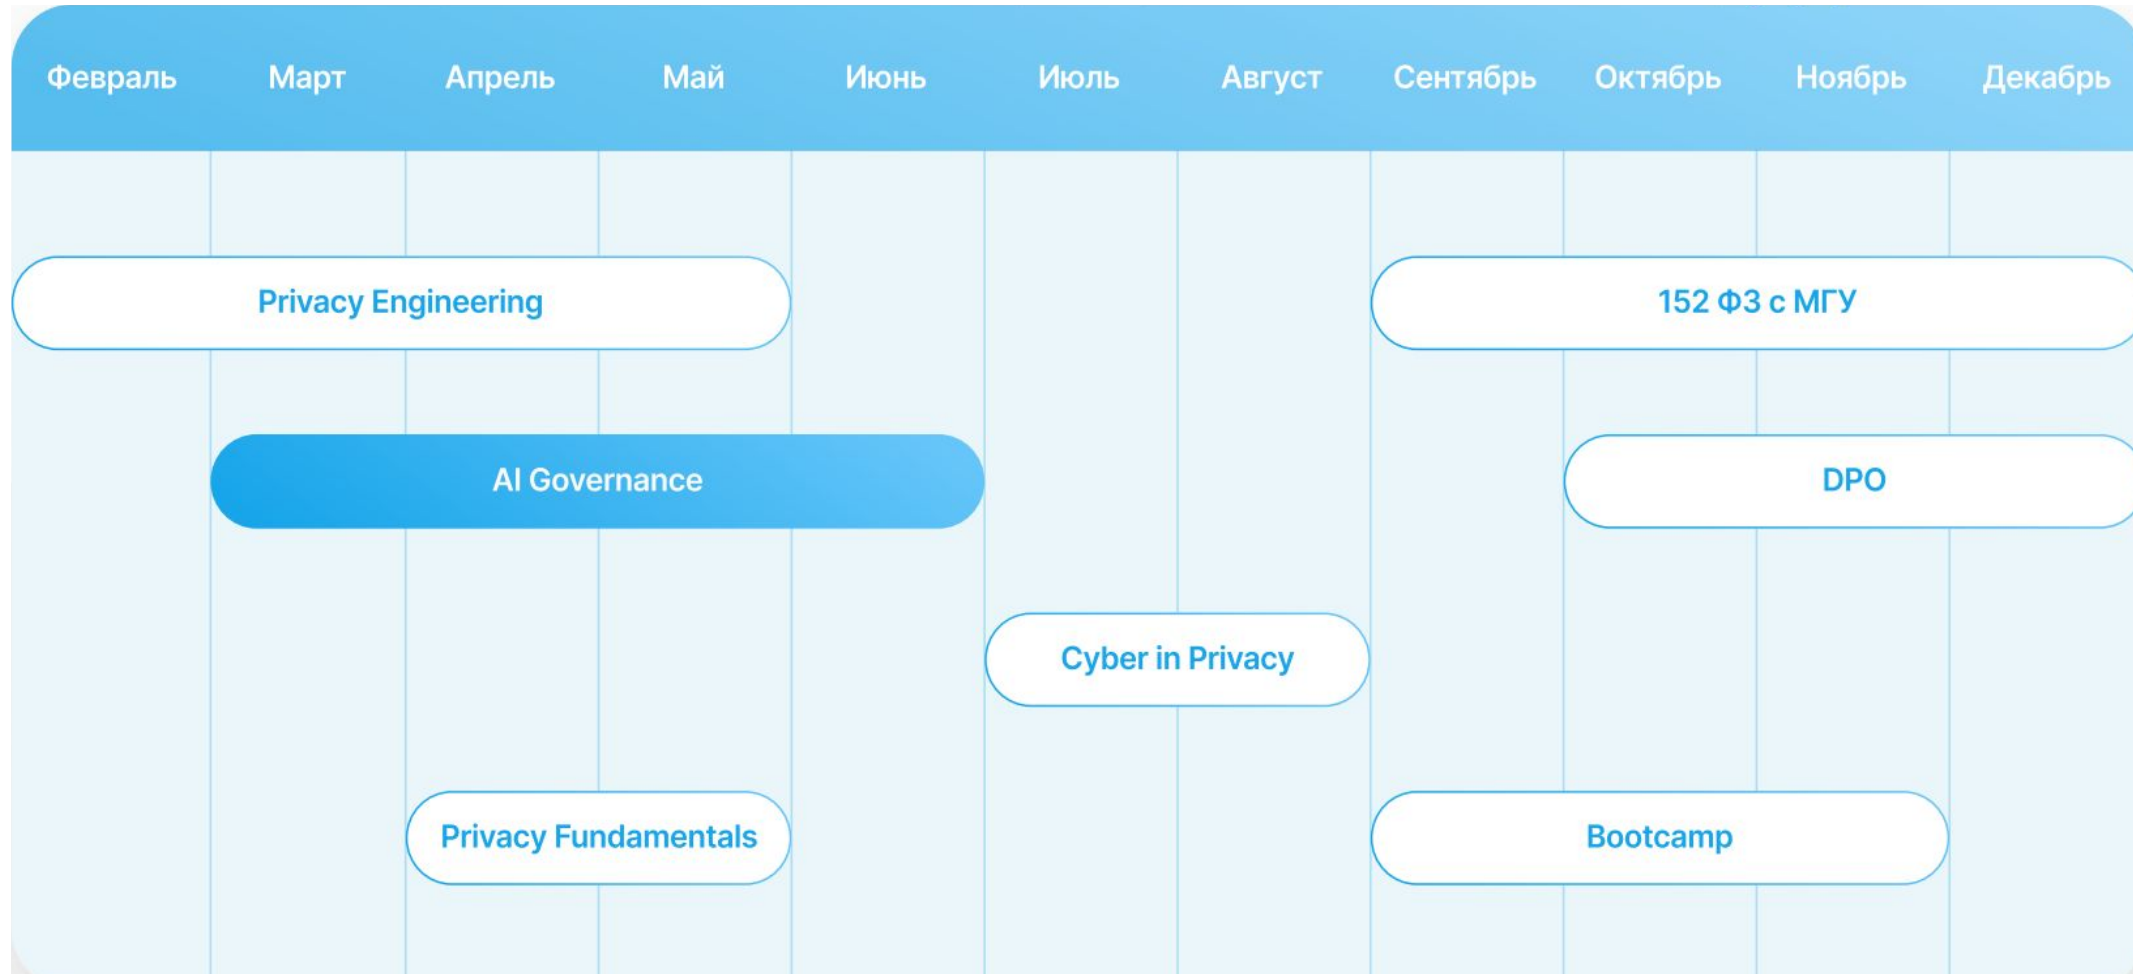 Февраль Март Апрель Май Июнь Июль Август Сентябрь Октябрь Ноябрь Декабрь
Privacy Engineering 152 ФЗ с МГУ
AI Governance DPO
Cyber in Privacy
Privacy Fundamentals Bootcamp